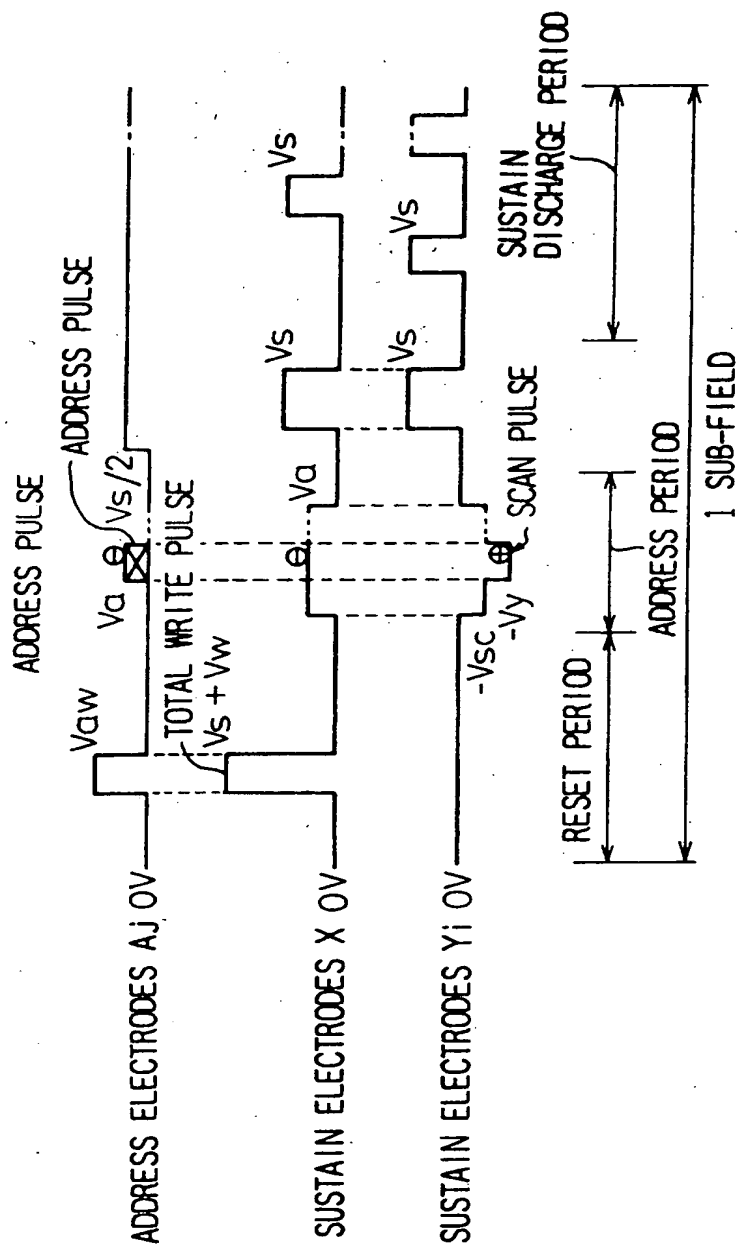 ADDRESS PULSE
ADDRESS PULSE
ADDRESS ELECTRODES Aj 0V
Vaw
Va
⊖
Vs/2
TOTAL WRITE PULSE
SUSTAIN ELECTRODES X 0V
Vs + Vw
⊖
Va
Vs
Vs
SUSTAIN ELECTRODES Yi 0V
-Vsc
-Vy
⊕
SCAN PULSE
Vs
Vs
RESET PERIOD
ADDRESS PERIOD
SUSTAIN
DISCHARGE PERIOD
1 SUB-FIELD